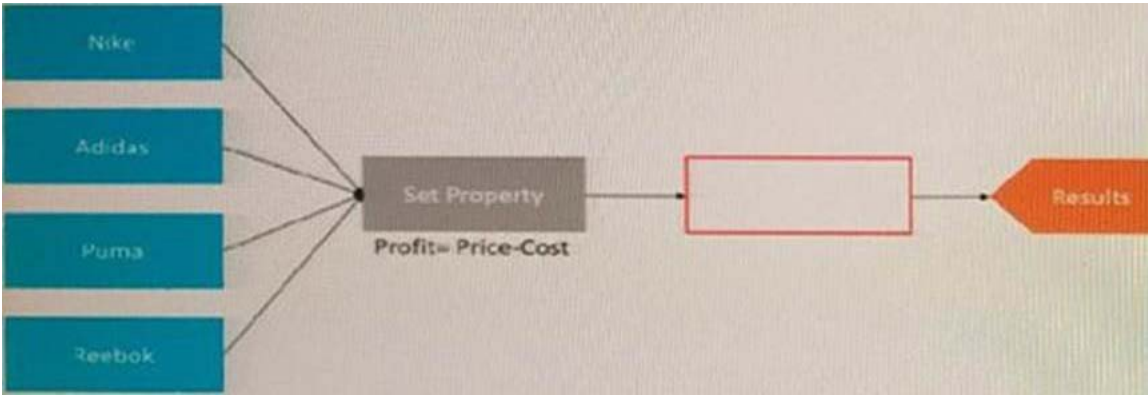 Nike
Adidas
Puma
Reebok
Set Property
Profit= Price-Cost
Results